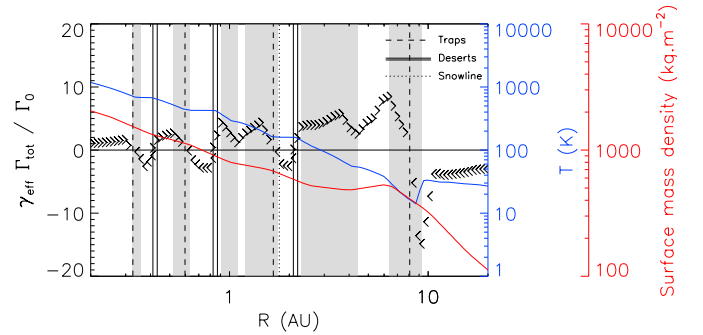 20
10
0
-10
-20
γeff Γtot / Γ0
1
10
R (AU)
Traps
Deserts
Snowline
10000
1000
100
10
1
T (K)
10000
1000
100
Surface mass density (kg.m-2)